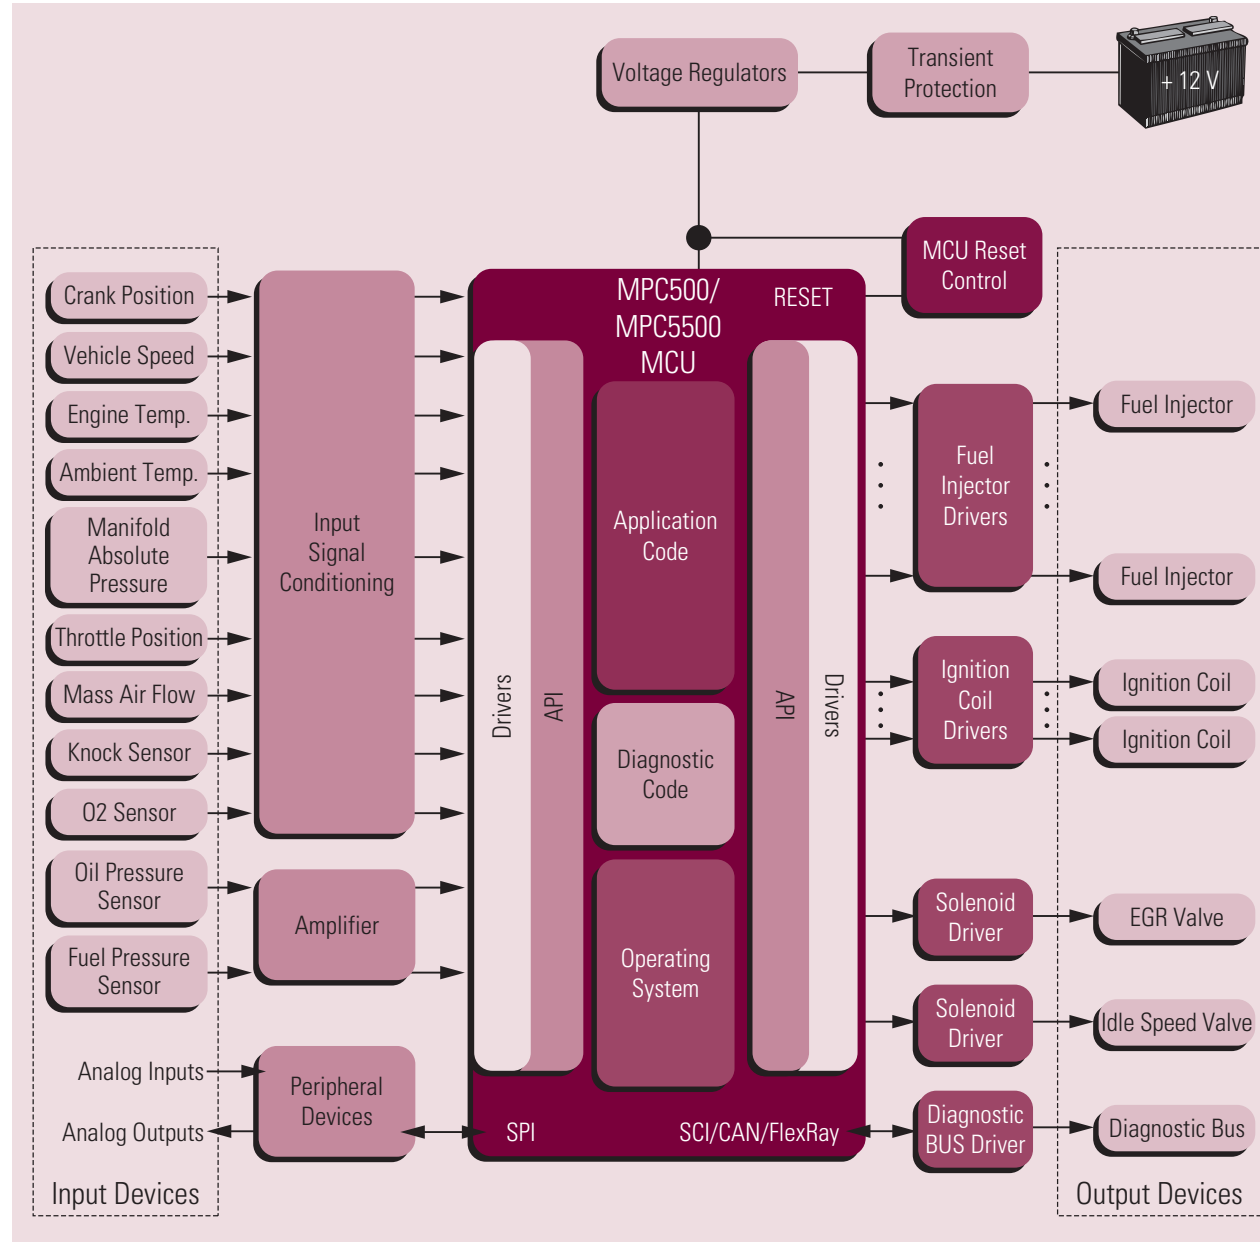 Voltage Regulators
Transient
Protection
+ 12 V
MCU Reset
Control
Crank Position
Vehicle Speed
Engine Temp.
Ambient Temp.
Manifold
Absolute
Pressure
Throttle Position
Mass Air Flow
Knock Sensor
O2 Sensor
Oil Pressure
Sensor
Fuel Pressure
Sensor
Analog Inputs
Analog Outputs
Input Devices
Input
Signal
Conditioning
Amplifier
Peripheral
Devices
MPC500/
MPC5500
MCU
RESET
Drivers
API
Application
Code
Diagnostic
Code
Operating
System
API
Drivers
SPI
SCI/CAN/FlexRay
Fuel
Injector
Drivers
Ignition
Coil
Drivers
Solenoid
Driver
Solenoid
Driver
Diagnostic
BUS Driver
Fuel Injector
Fuel Injector
Ignition Coil
Ignition Coil
EGR Valve
Idle Speed Valve
Diagnostic Bus
Output Devices